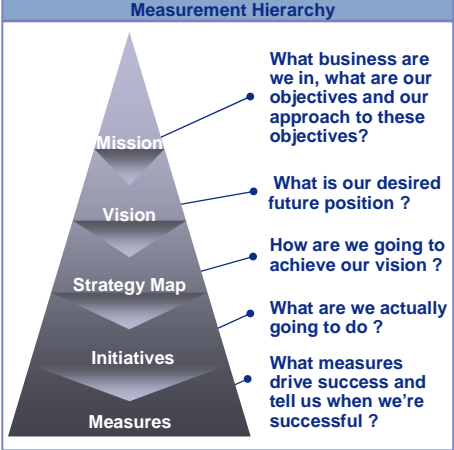 Measurement Hierarchy
What business are
we in, what are our
objectives and our
approach to these
objectives?
Mission
What is our desired
future position ?
Vision
How are we going to
achieve our vision ?
Strategy Map
What are we actually
going to do ?
Initiatives
What measures
drive success and
tell us when we're
successful ?
Measures